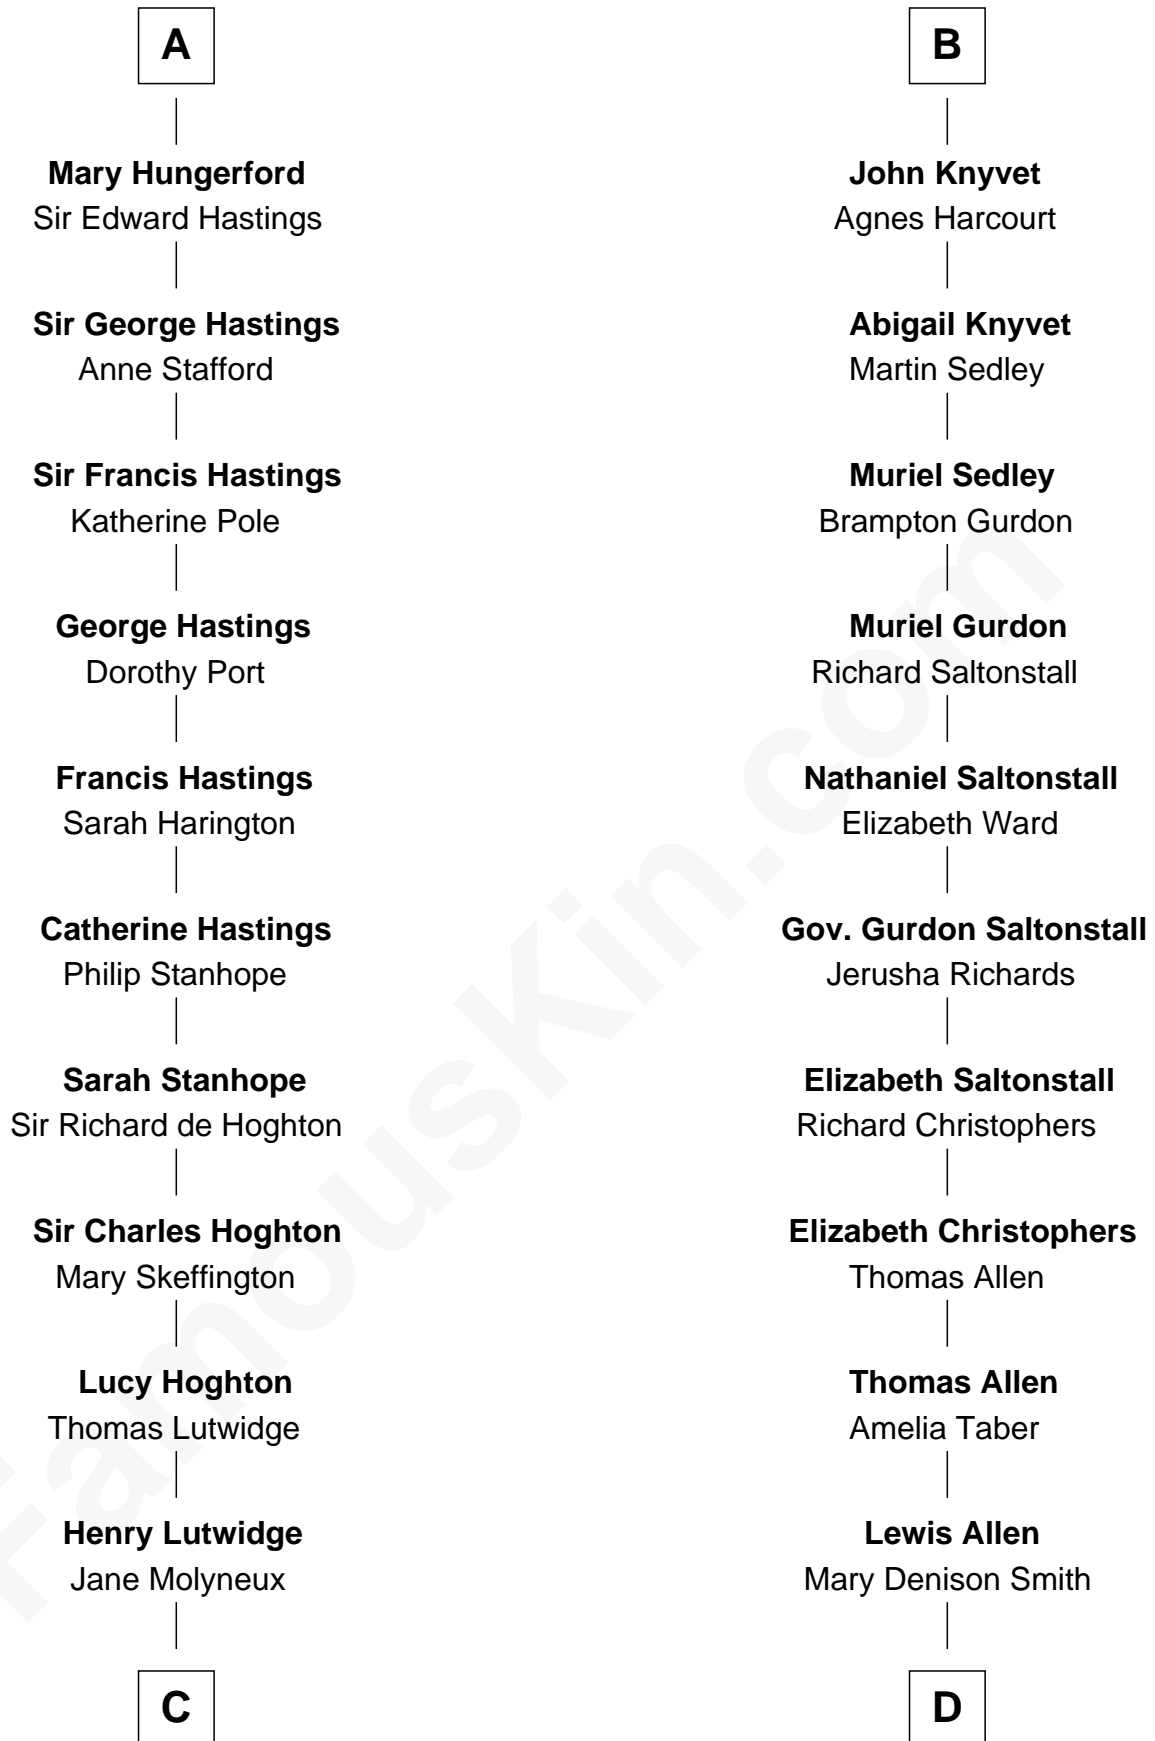 A
Mary Hungerford
Sir Edward Hastings
Sir George Hastings
Anne Stafford
Sir Francis Hastings
Katherine Pole
George Hastings
Dorothy Port
Francis Hastings
Sarah Harington
Catherine Hastings
Philip Stanhope
Sarah Stanhope
Sir Richard de Hoghton
Sir Charles Hoghton
Mary Skeffington
Lucy Hoghton
Thomas Lutwidge
Henry Lutwidge
Jane Molyneux
C
B
John Knyvet
Agnes Harcourt
Abigail Knyvet
Martin Sedley
Muriel Sedley
Brampton Gurdon
Muriel Gurdon
Richard Saltonstall
Nathaniel Saltonstall
Elizabeth Ward
Gov. Gurdon Saltonstall
Jerusha Richards
Elizabeth Saltonstall
Richard Christophers
Elizabeth Christophers
Thomas Allen
Thomas Allen
Amelia Taber
Lewis Allen
Mary Denison Smith
D
FamousKin.com